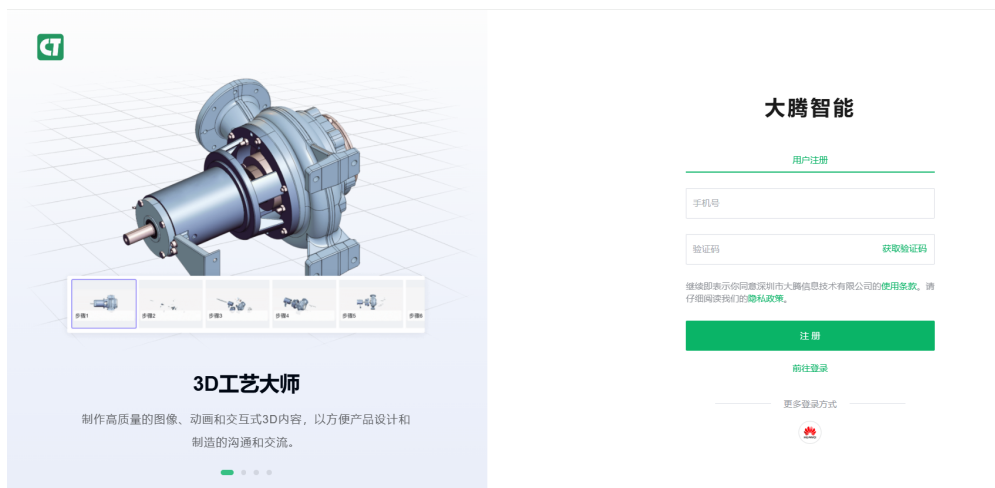 CT
步骤1
步骤2
步骤3
步骤4
步骤5
步骤6
3D工艺大师
制作高质量的图像、动画和交互式3D内容，以方便产品设计和
制造的沟通和交流。
大腾智能
用户注册
手机号
验证码 获取验证码
继续即表示你同意深圳市大腾信息技术有限公司的使用条款。请
仔细阅读我们的隐私政策。
注 册
前往登录
更多登录方式